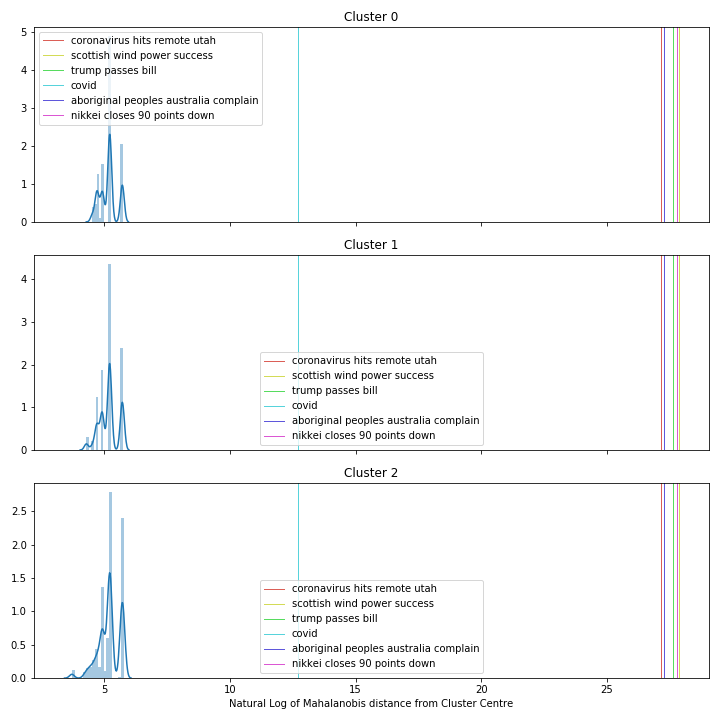 Cluster 0
5
4
3
2
1
0
coronavirus hits remote utah
scottish wind power success
trump passes bill
covid
aboriginal peoples australia complain
nikkei closes 90 points down
Cluster 1
4
3
2
1
0
coronavirus hits remote utah
scottish wind power success
trump passes bill
covid
aboriginal peoples australia complain
nikkei closes 90 points down
Cluster 2
2.5
2.0
1.5
1.0
0.5
0.0
coronavirus hits remote utah
scottish wind power success
trump passes bill
covid
aboriginal peoples australia complain
nikkei closes 90 points down
5 10 15 20 25
Natural Log of Mahalanobis distance from Cluster Centre